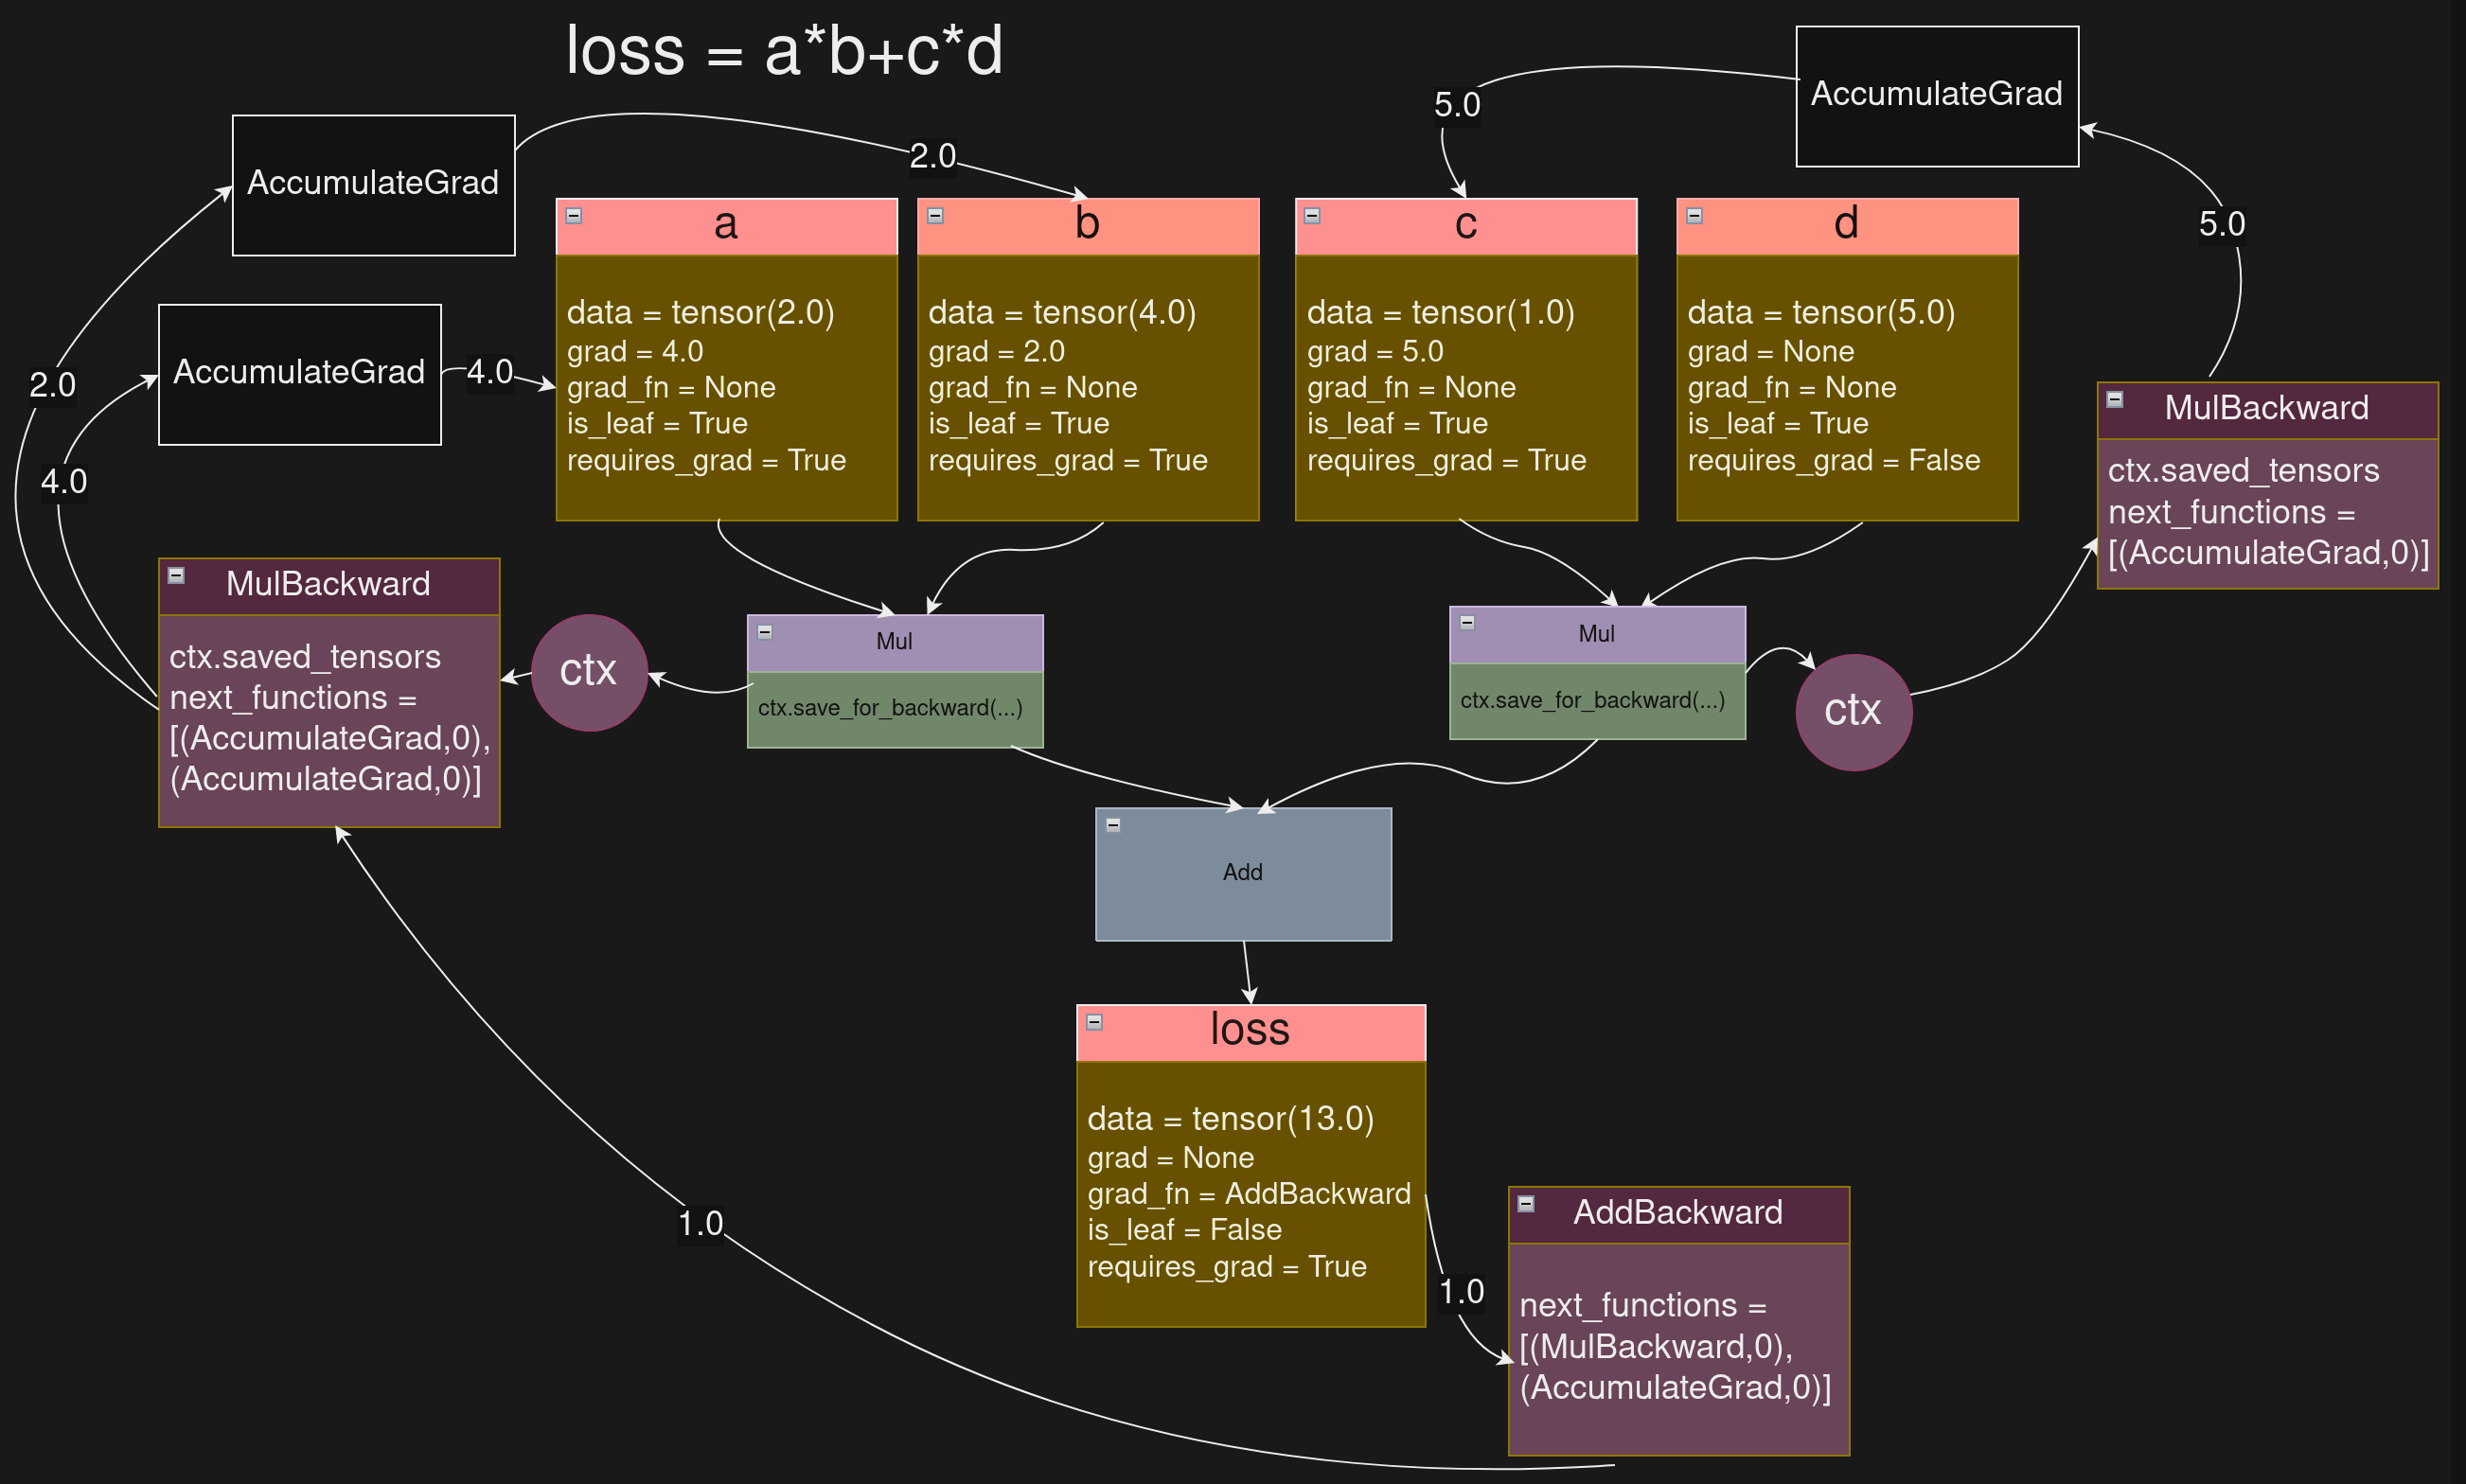 loss = a*b+c*d
AccumulateGrad
5.0
AccumulateGrad
2.0
5.0
a
data = tensor(2.0)
grad = 4.0
grad_fn = None
is_leaf = True
requires_grad = True
b
data = tensor(4.0)
grad = 2.0
grad_fn = None
is_leaf = True
requires_grad = True
c
data = tensor(1.0)
grad = 5.0
grad_fn = None
is_leaf = True
requires_grad = True
d
data = tensor(5.0)
grad = None
grad_fn = None
is_leaf = True
requires_grad = False
AccumulateGrad
4.0
2.0
4.0
MulBackward
ctx.saved_tensors
next_functions =
[(AccumulateGrad,0)]
MulBackward
ctx.saved_tensors
next_functions =
[(AccumulateGrad,0),
(AccumulateGrad,0)]
ctx
Mul
ctx.save_for_backward(...)
Mul
ctx.save_for_backward(...)
ctx
Add
loss
data = tensor(13.0)
grad = None
grad_fn = AddBackward
is_leaf = False
requires_grad = True
1.0
1.0
AddBackward
next_functions =
[(MulBackward,0),
(AccumulateGrad,0)]